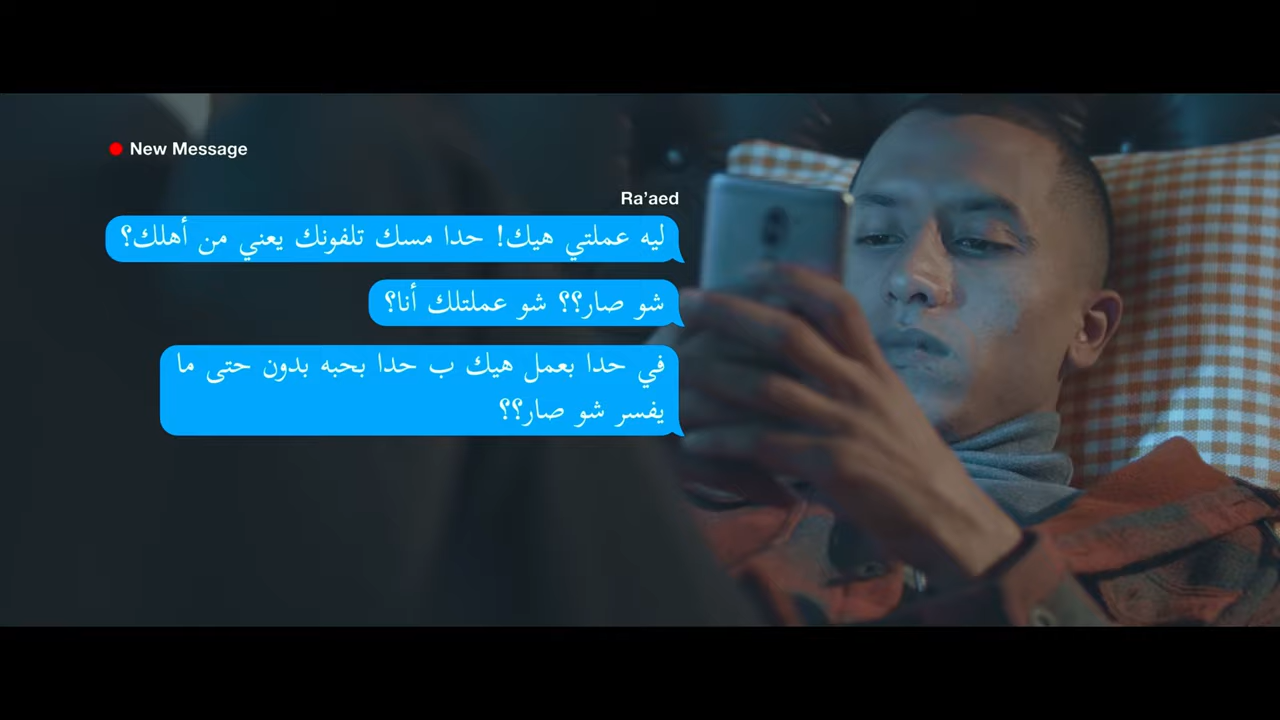 New Message
Ra’aed
ليه عملتي هيك! حدا مسك تلفونك يعني من أهلك؟
شو صار؟؟ شو عملتلك أنا؟
في حدا بعمل هيك ب حدا بحبه بدون حتى ما
يفسر شو صار؟؟